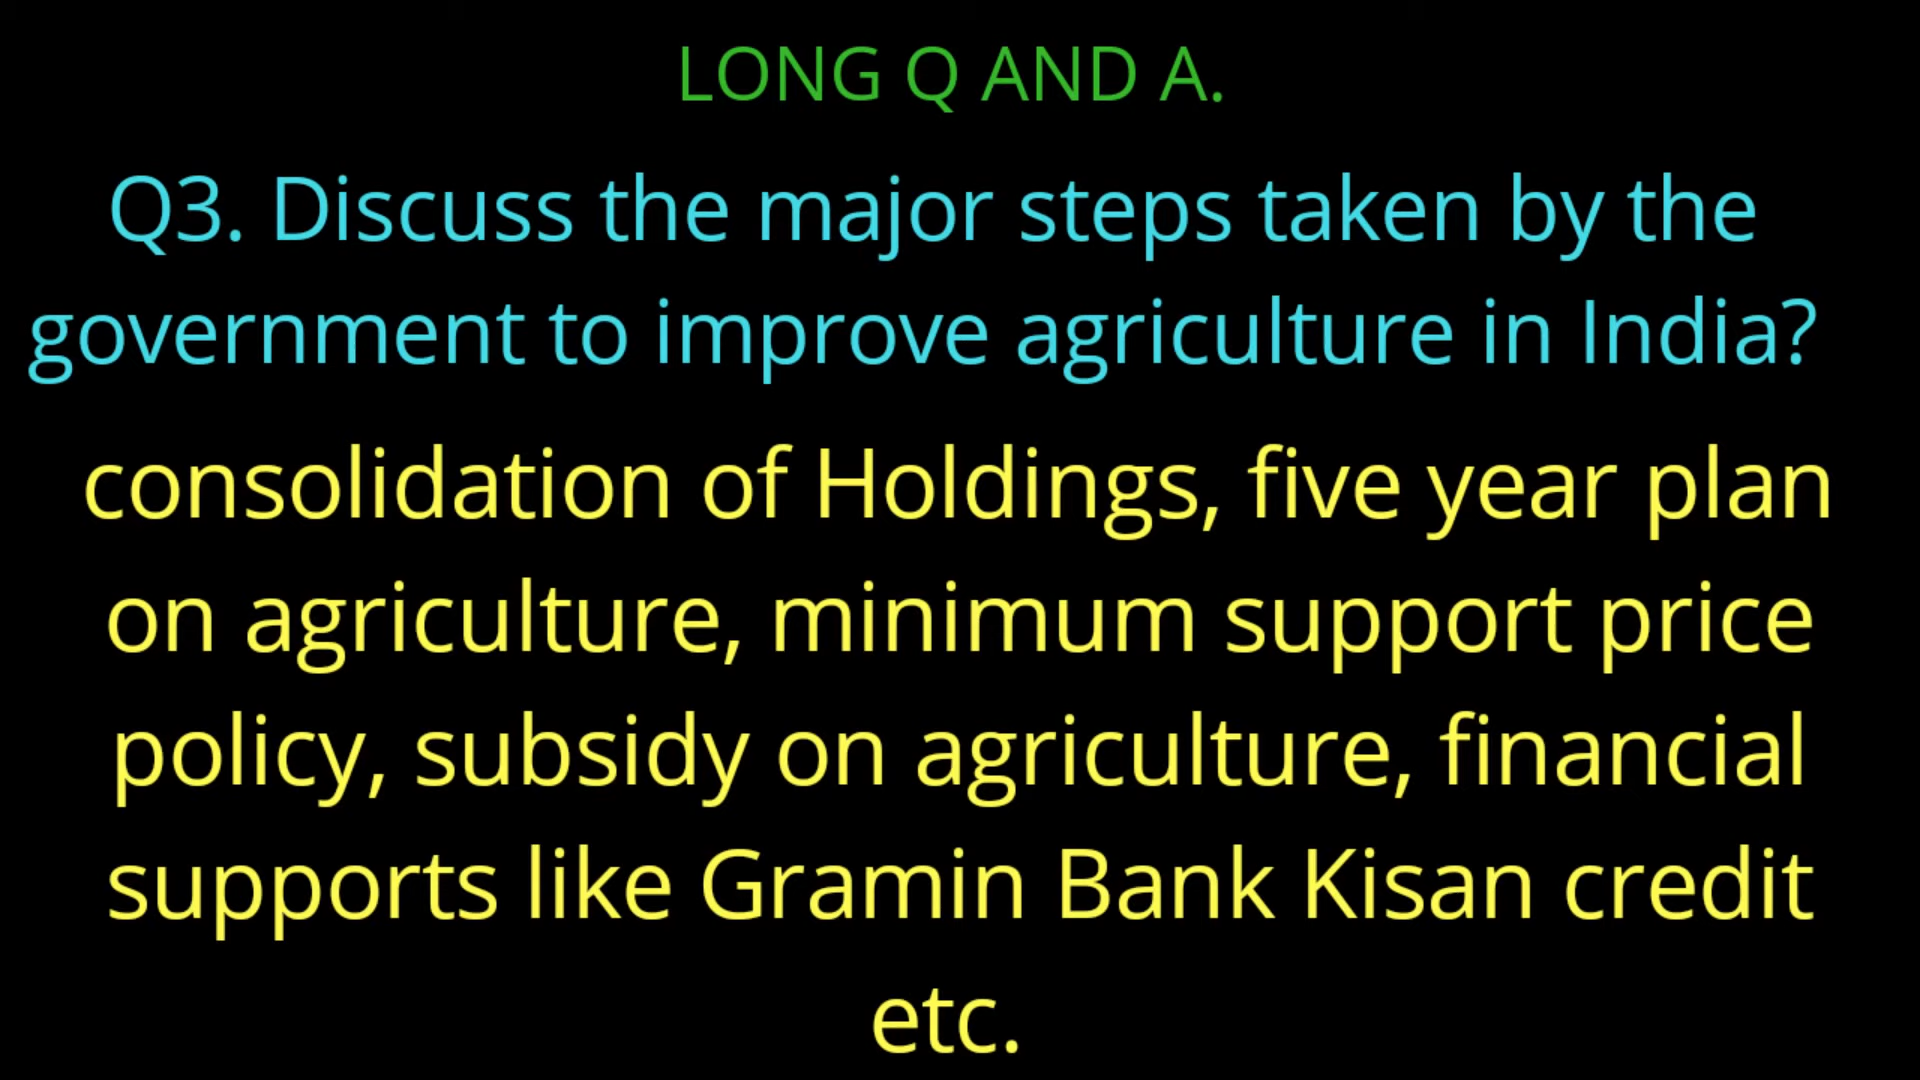 LONG Q AND A.
Q3. Discuss the major steps taken by the
government to improve agriculture in India?
consolidation of Holdings, five year plan
on agriculture, minimum support price
policy, subsidy on agriculture, financial
supports like Gramin Bank Kisan credit
etc.